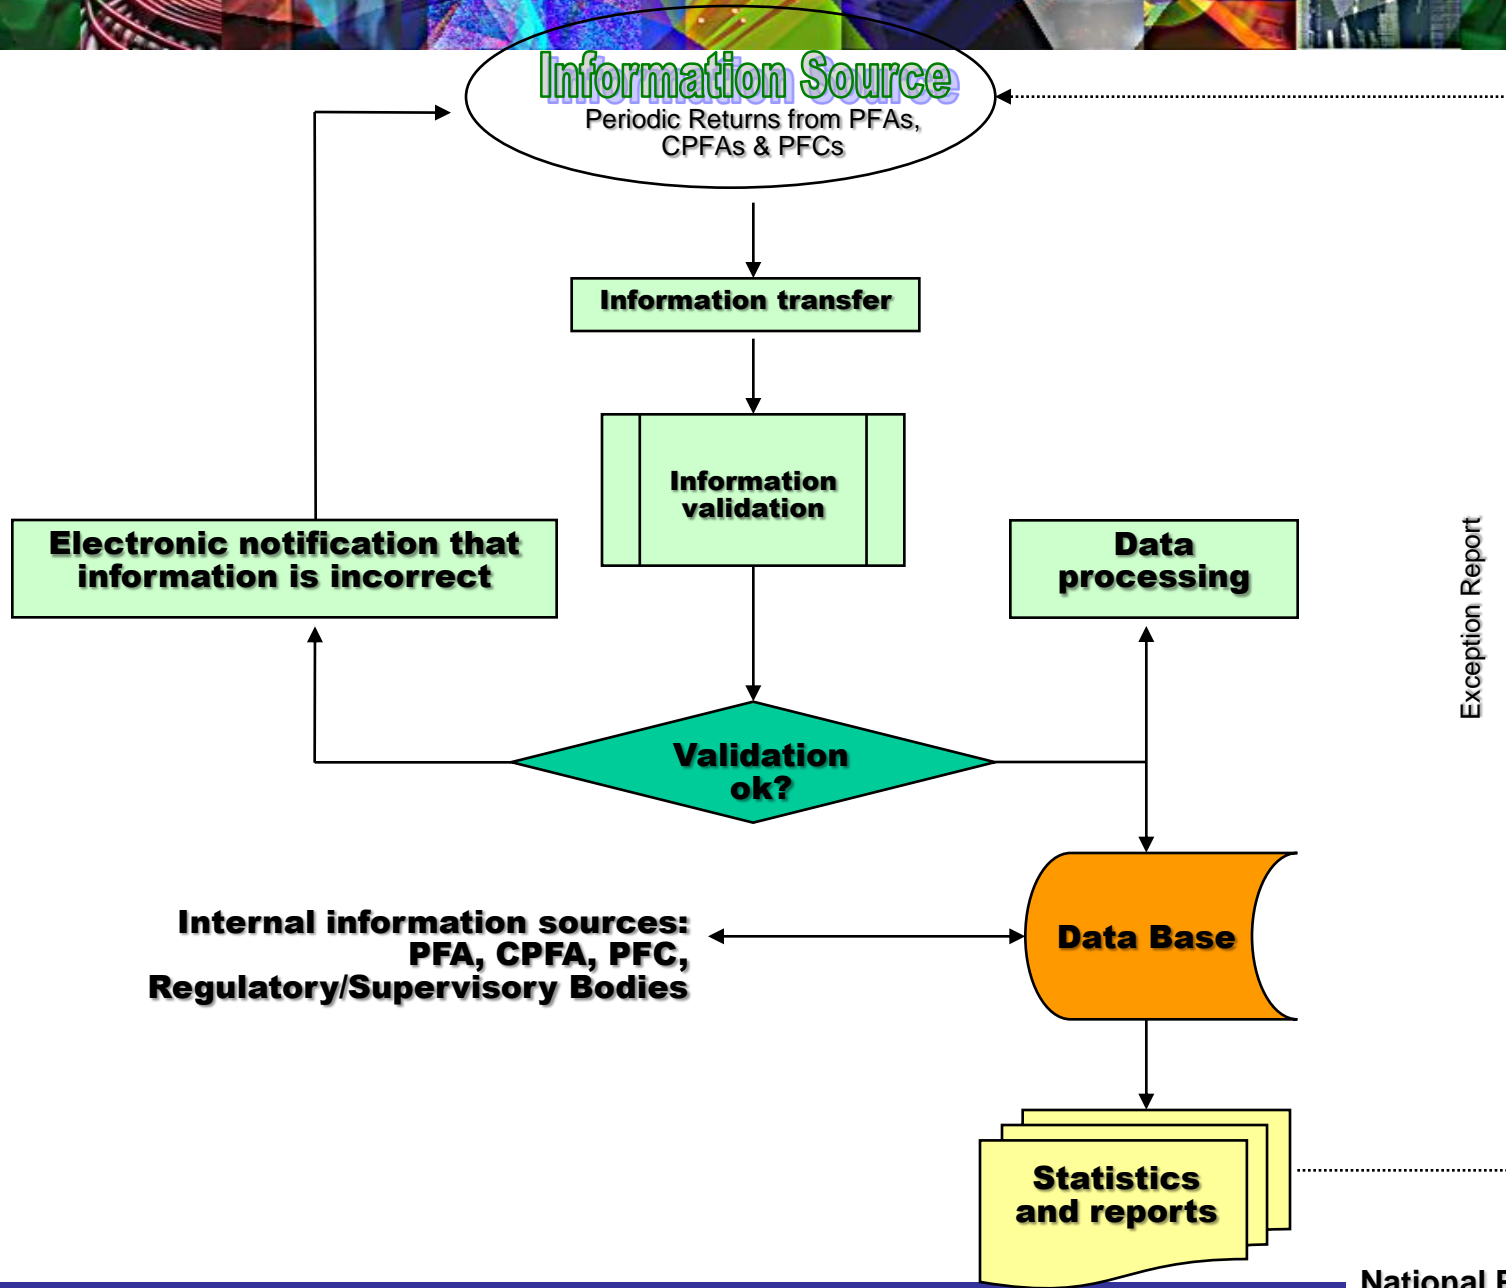 Information Source
Periodic Returns from PFAs,
CPFAs & PFCs
Information transfer
Information
validation
Electronic notification that
information is incorrect
Data
processing
Exception Report
Validation
ok?
Internal information sources:
PFA, CPFA, PFC,
Regulatory/Supervisory Bodies
Data Base
Statistics
and reports
National